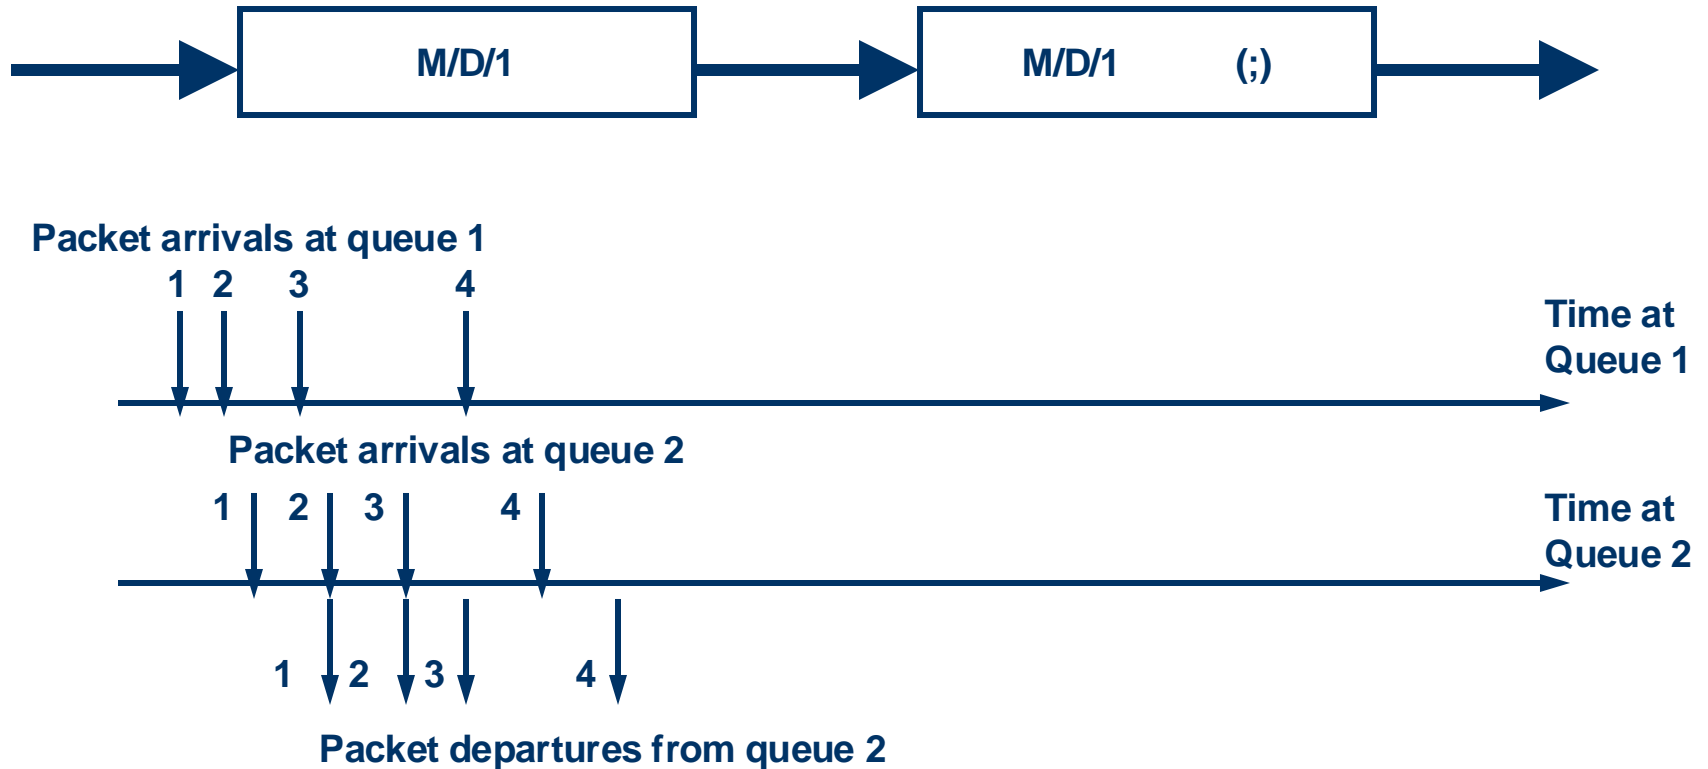 M/D/1
M/D/1 (;)
Packet arrivals at queue 1
1 2 3 4
Time at
Queue 1
Packet arrivals at queue 2
1 2 3 4
Time at
Queue 2
1 2 3 4
Packet departures from queue 2